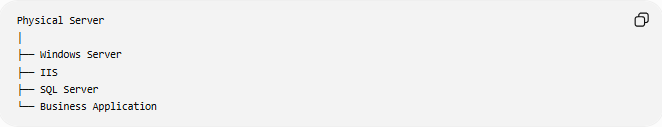 Physical Server
│
├── Windows Server
├── IIS
├── SQL Server
└── Business Application